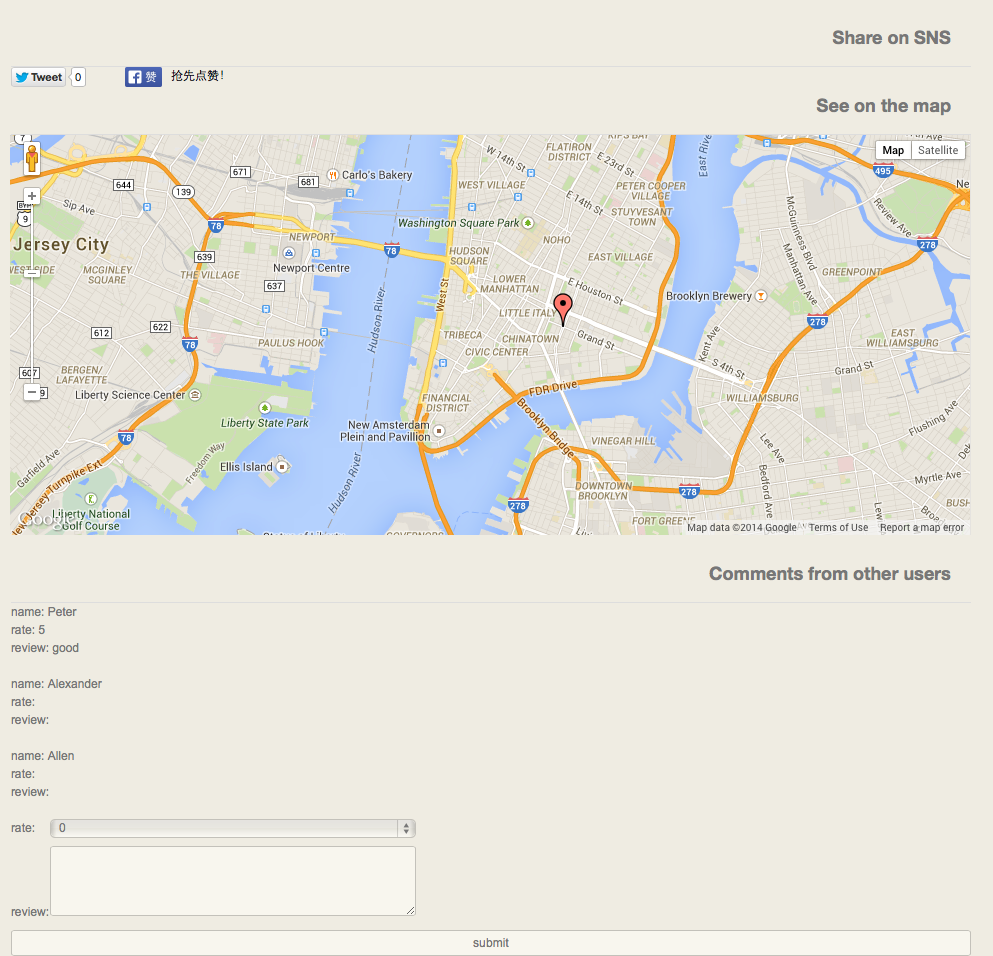 Share on SNS
Tweet 0 赞 抢先点赞!
See on the map
Map Satellite
W 14th St
FLATIRON DISTRICT
E 23rd St
East River
495
644
671
681
139
Carlo's Bakery
WEST VILLAGE
E 14th St
PETER COOPER VILLAGE
STUYVESANT TOWN
McGuinness Blvd
Review Ave
Sip Ave
9
78
Washington Square Park
NOHO
Manhattan Ave
278
Jersey City
NEWPORT
78
HUDSON SQUARE
EAST VILLAGE
639
Newport Centre
GREENPOINT
MCGINLEY SQUARE
THE VILLAGE
637
West St
LOWER MANHATTAN
E Houston St
Brooklyn Brewery
Hudson River
LITTLE ITALY
278
612
622
TRIBECA
CHINATOWN
Grand St
Kent Ave
EAST WILLIAMSBURG
78
PAULUS HOOK
CIVIC CENTER
S 4th St
Grand St
607
BERGEN/
LAFAYETTE
Liberty Science Center
FDR Drive
WILLIAMSBURG
FINANCIAL DISTRICT
Brooklyn Bridge
Flushing Ave
Liberty State Park
New Amsterdam
Plein and Pavillion
78
VINEGAR HILL
Lee Ave
Garfield Ave
Freedom Way
Ellis Island
Hudson River
DOWNTOWN BROOKLYN
278
Bedford Ave
Myrtle Ave
New Jersey Turnpike Ext
278
Liberty National
Golf Course
Google
FORT GREENE
Map data ©2014 Google Terms of Use Report a map error
Comments from other users
name: Peter
rate: 5
review: good
name: Alexander
rate:
review:
name: Allen
rate:
review:
rate: 0
review:
submit